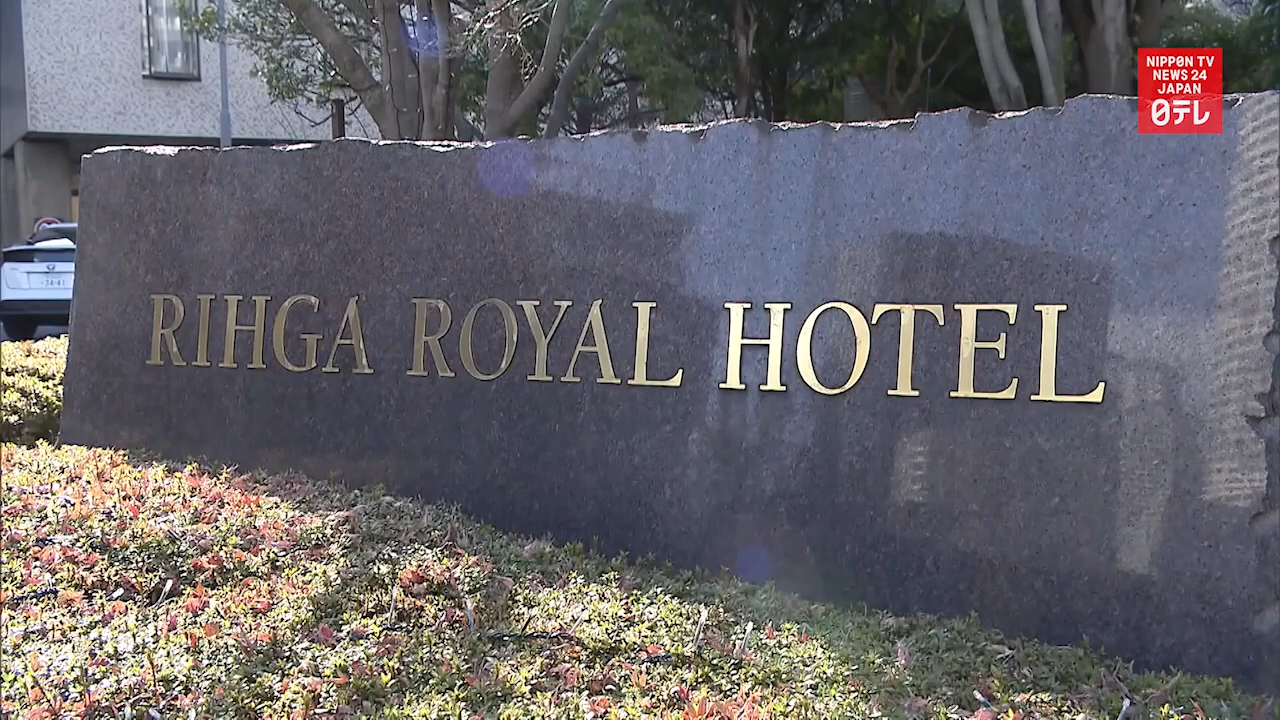 NIPPON TV
NEWS 24
JAPAN
日テレ
RIHGA ROYAL HOTEL